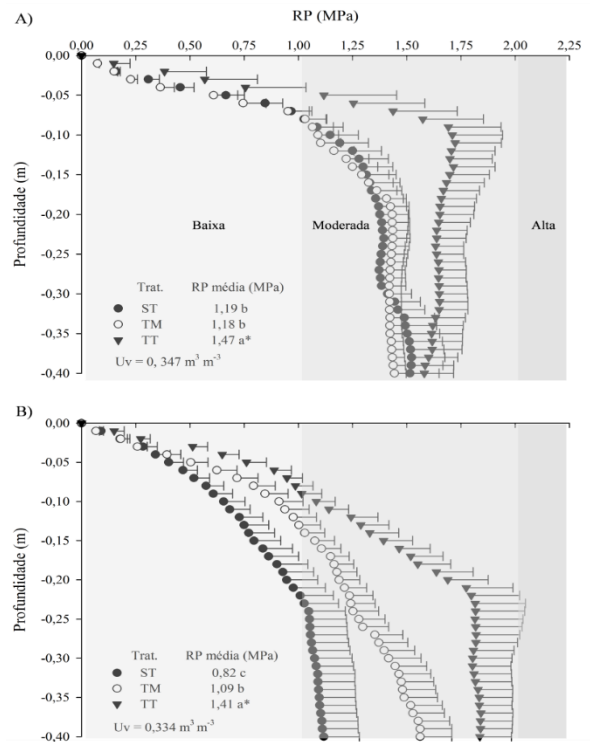 RP (MPa)
A)
0,00 0,25 0,50 0,75 1,00 1,25 1,50 1,75 2,00 2,25
0,00
-0,05
-0,10
-0,15
-0,20
-0,25
-0,30
-0,35
-0,40
Profundidade (m)
Baixa Moderada Alta
Trat. RP média (MPa)
ST 1,19 b
TM 1,18 b
TT 1,47 a*
Uv = 0, 347 m³ m⁻³
B)
0,00
-0,05
-0,10
-0,15
-0,20
-0,25
-0,30
-0,35
-0,40
Profundidade (m)
Trat. RP média (MPa)
ST 0,82 c
TM 1,09 b
TT 1,41 a*
Uv = 0,334 m³ m⁻³